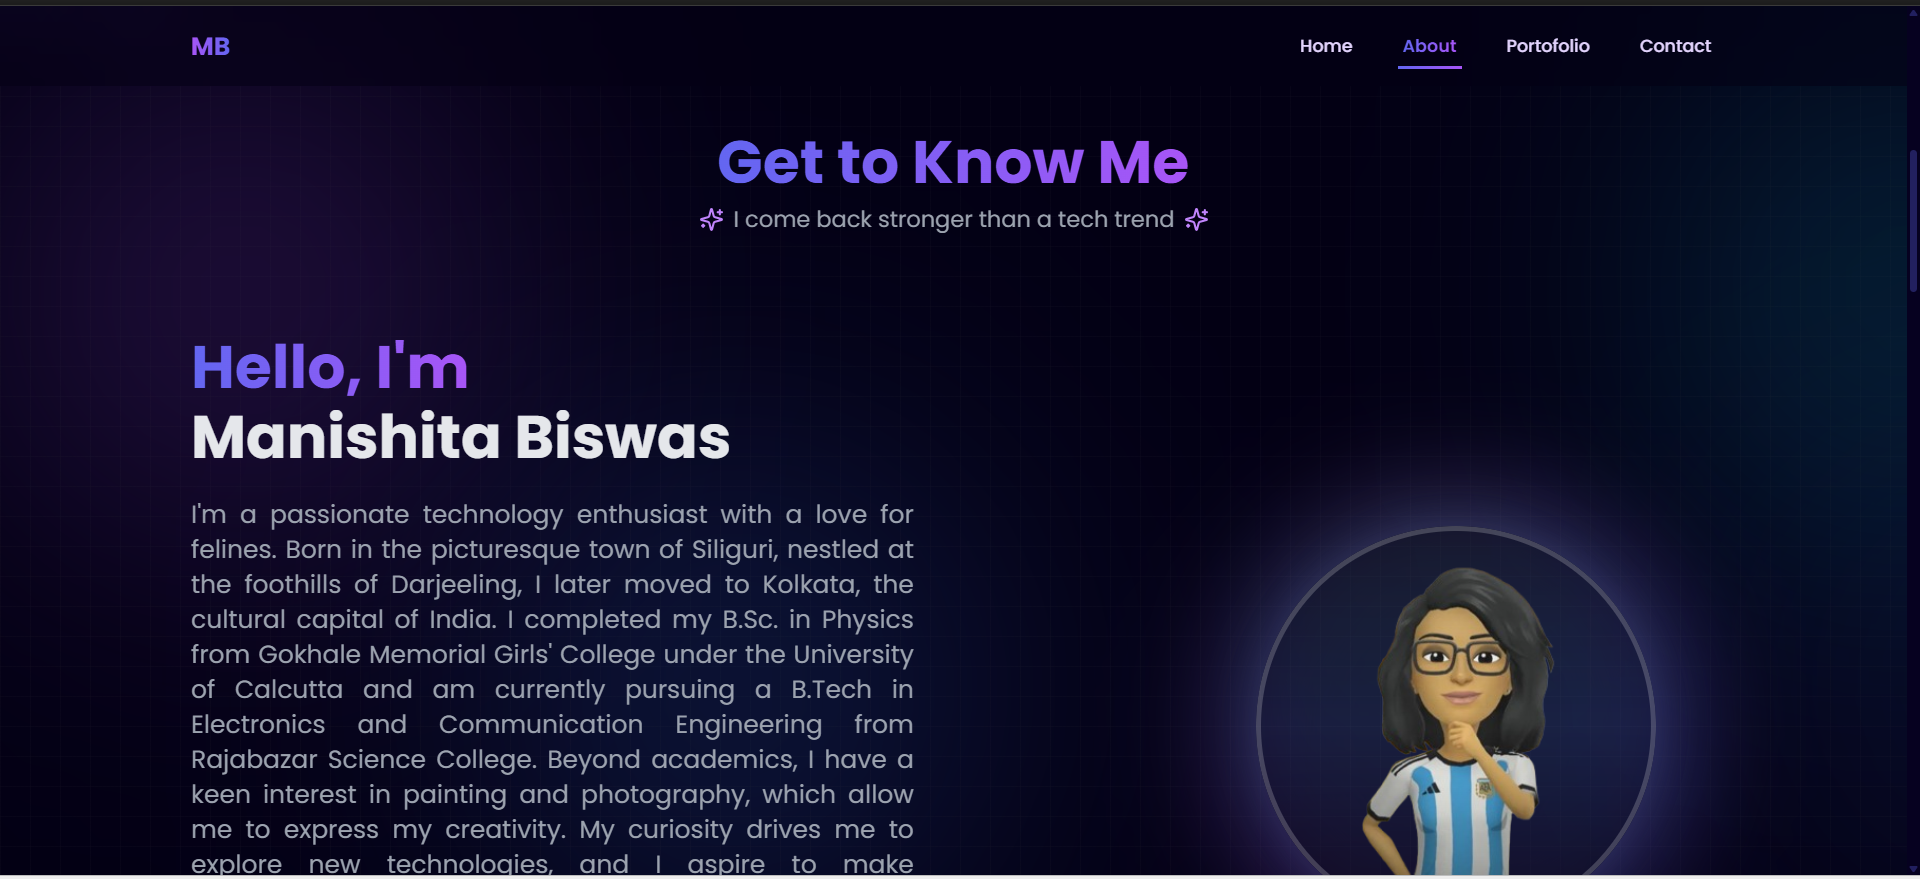 MB
Home About Portofolio Contact
Get to Know Me
I come back stronger than a tech trend
Hello, I'm
Manishita Biswas
I'm a passionate technology enthusiast with a love for
felines. Born in the picturesque town of Siliguri, nestled at
the foothills of Darjeeling, I later moved to Kolkata, the
cultural capital of India. I completed my B.Sc. in Physics
from Gokhale Memorial Girls' College under the University
of Calcutta and am currently pursuing a B.Tech in
Electronics and Communication Engineering from
Rajabazar Science College. Beyond academics, I have a
keen interest in painting and photography, which allow
me to express my creativity. My curiosity drives me to
explore new technologies, and I aspire to make